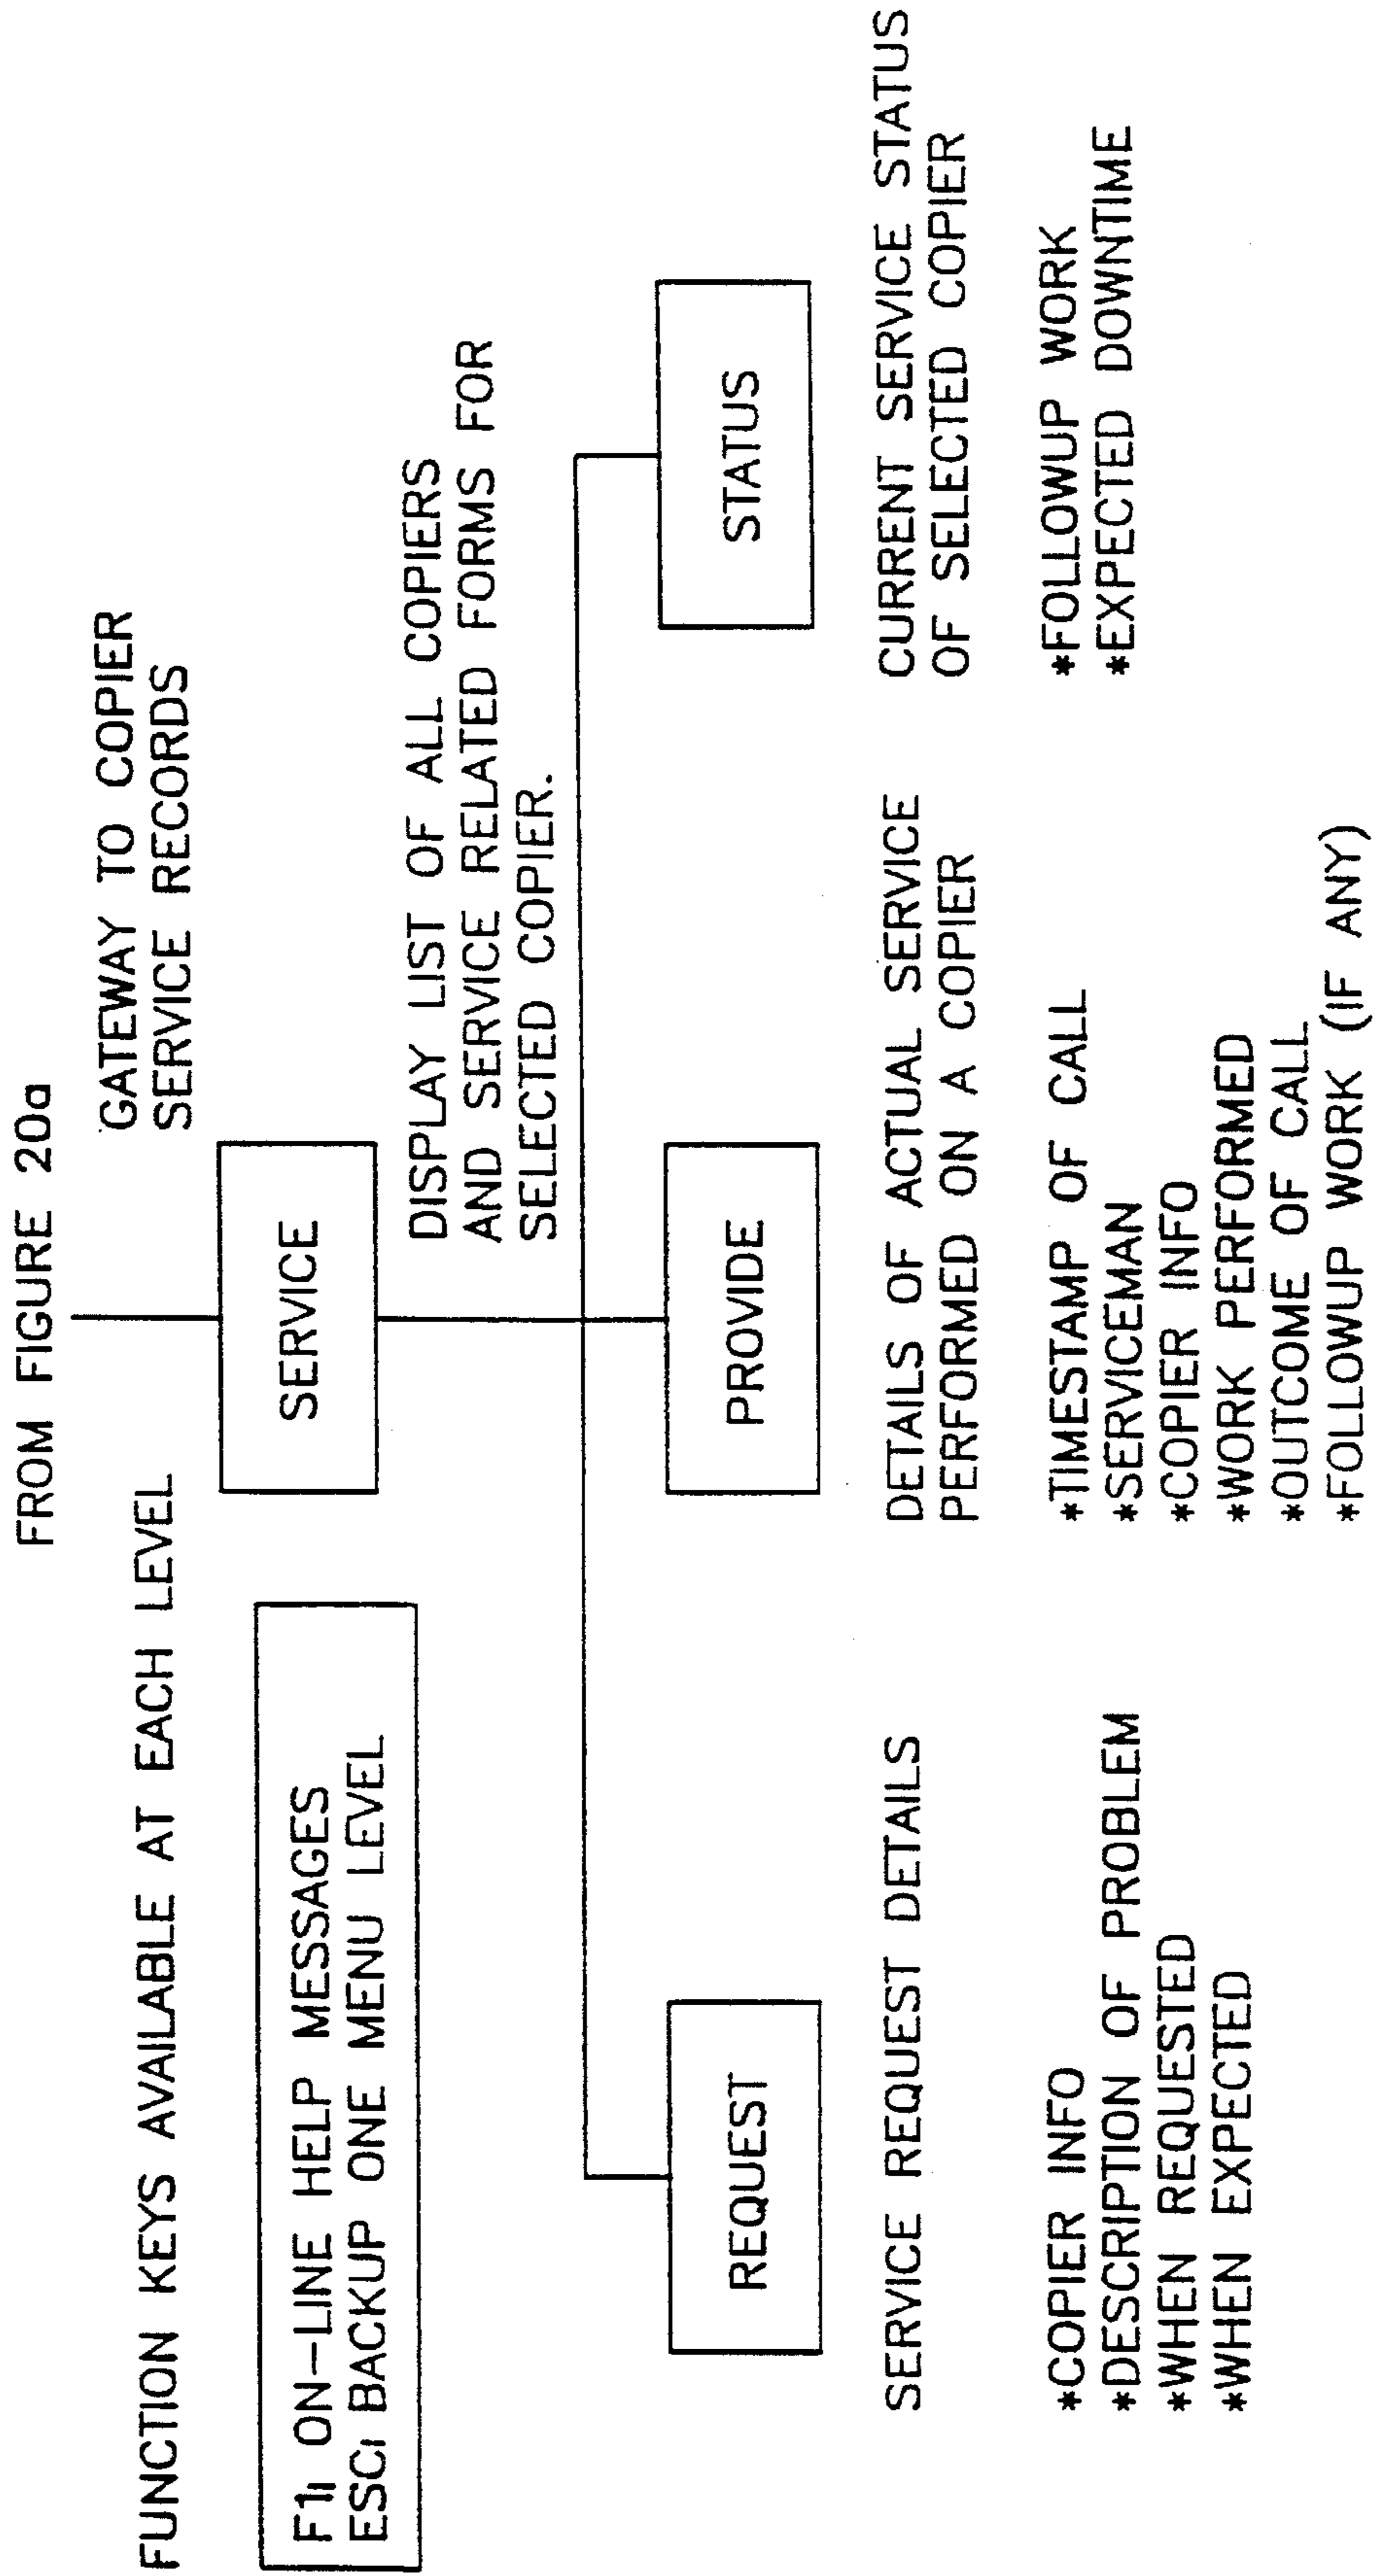 FROM FIGURE 20a
FUNCTION KEYS AVAILABLE AT EACH LEVEL
F1: ON-LINE HELP MESSAGES
ESC: BACKUP ONE MENU LEVEL
GATEWAY TO COPIER
SERVICE RECORDS
SERVICE
DISPLAY LIST OF ALL COPIERS
AND SERVICE RELATED FORMS FOR
SELECTED COPIER.
REQUEST
SERVICE REQUEST DETAILS
*COPIER INFO
*DESCRIPTION OF PROBLEM
*WHEN REQUESTED
*WHEN EXPECTED
PROVIDE
DETAILS OF ACTUAL SERVICE
PERFORMED ON A COPIER
*TIMESTAMP OF CALL
*SERVICEMAN
*COPIER INFO
*WORK PERFORMED
*OUTCOME OF CALL
*FOLLOWUP WORK (IF ANY)
STATUS
CURRENT SERVICE STATUS
OF SELECTED COPIER
*FOLLOWUP WORK
*EXPECTED DOWNTIME